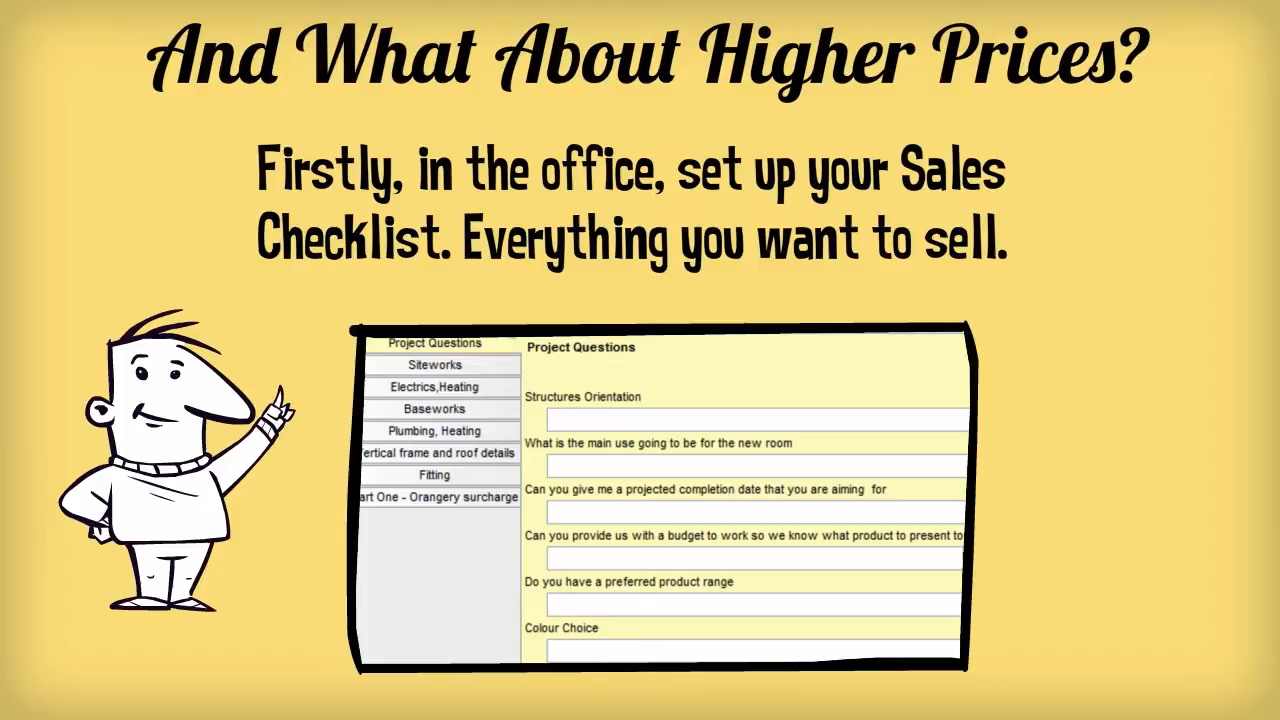 And What About Higher Prices?
Firstly, in the office, set up your Sales
Checklist. Everything you want to sell.
Project Questions
Siteworks
Electrics,Heating
Baseworks
Plumbing, Heating
ertical frame and roof details
Fitting
art One - Orangery surcharge
Project Questions
Structures Orientation
What is the main use going to be for the new room
Can you give me a projected completion date that you are aiming  for
Can you provide us with a budget to work so we know what product to present to
Do you have a preferred product range
Colour Choice